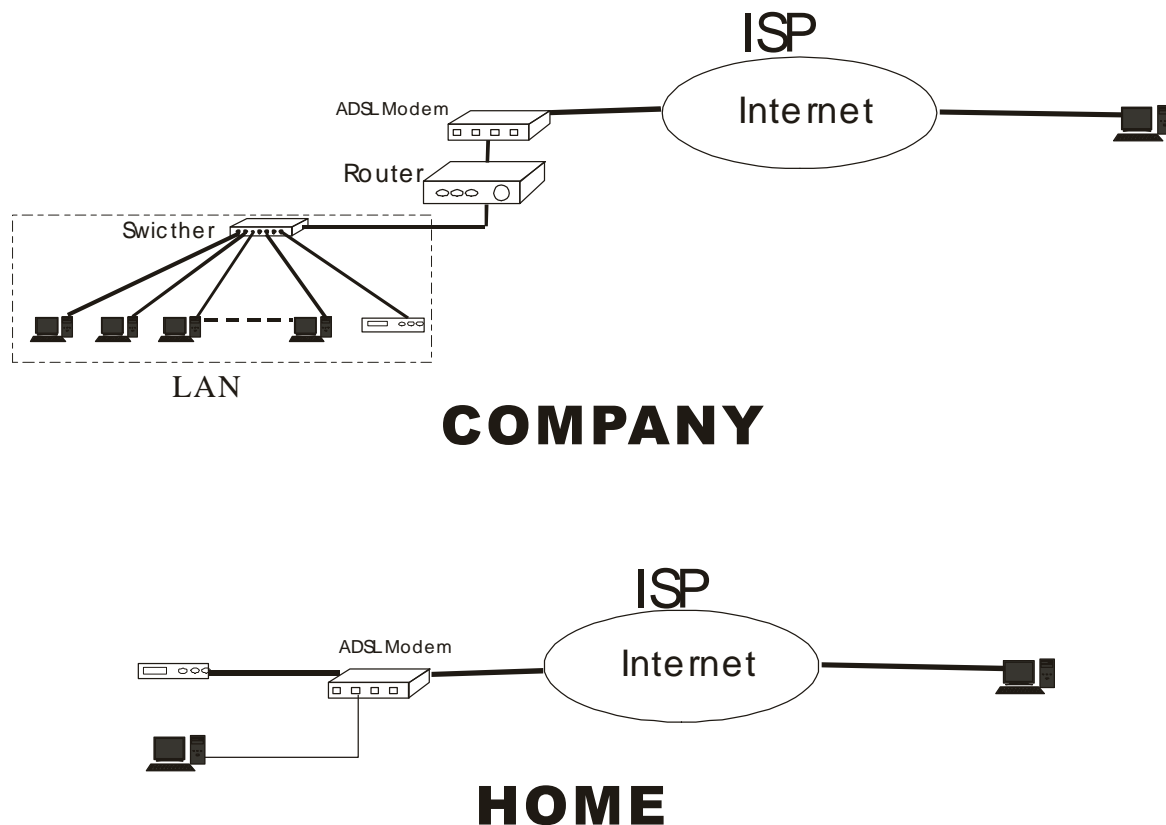 ISP
Internet
ADSL Modem
Router
Swicther
LAN
COMPANY
ISP
Internet
ADSL Modem
HOME